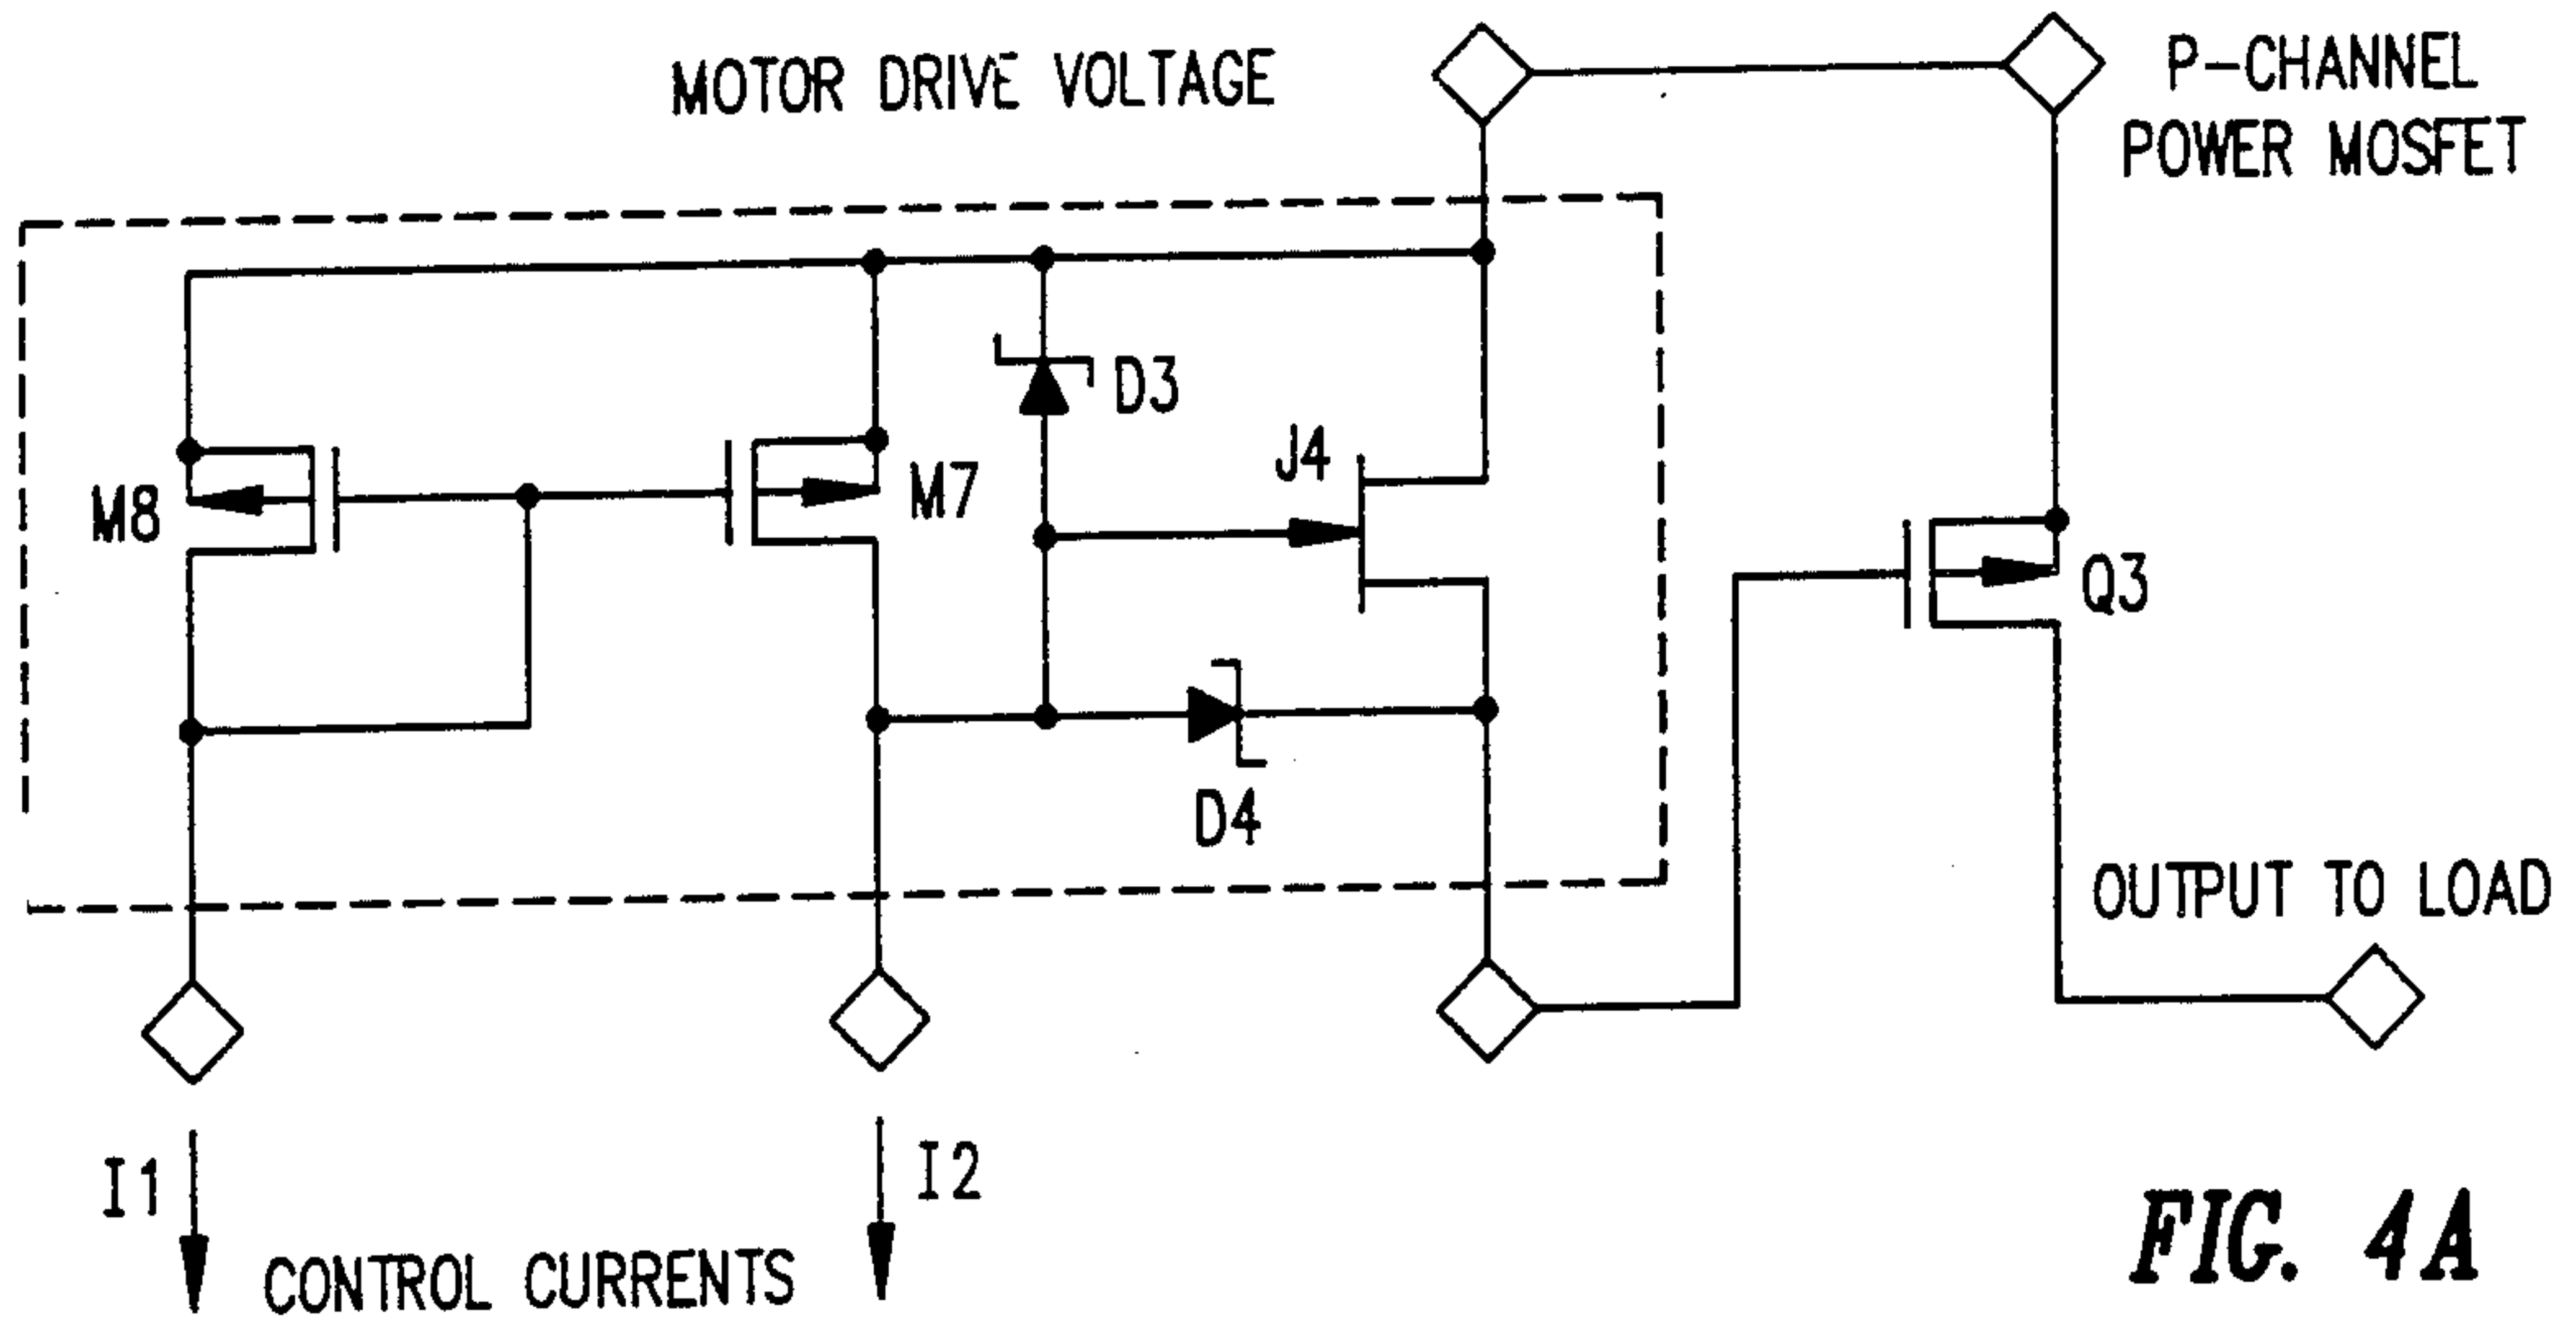 MOTOR DRIVE VOLTAGE
P-CHANNEL
POWER MOSFET
D3
J4
M8
M7
Q3
D4
OUTPUT TO LOAD
I1
I2
CONTROL CURRENTS
FIG. 4A